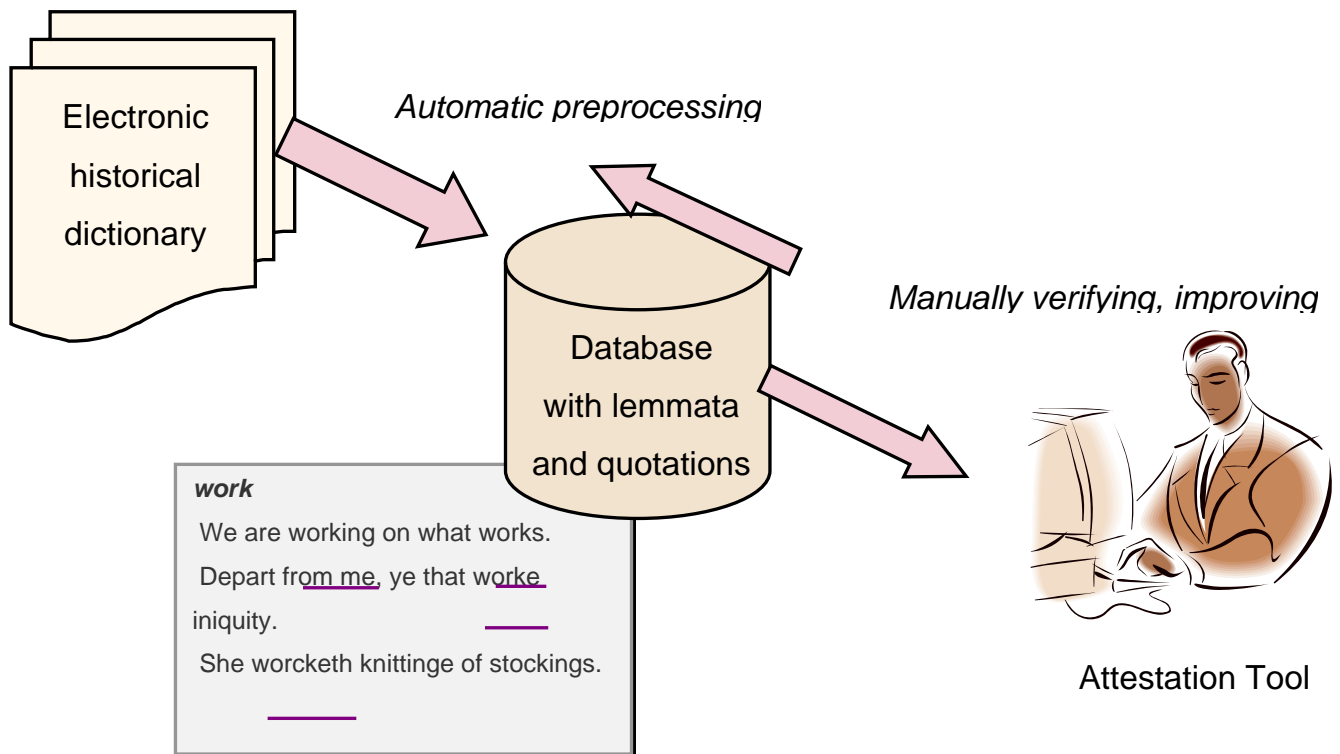 Electronic
historical
dictionary
Automatic preprocessing
Manually verifying, improving
Database
with lemmata
and quotations
work
We are working on what works.
Depart from me, ye that worke
iniquity.
She worcketh knittinge of stockings.
Attestation Tool